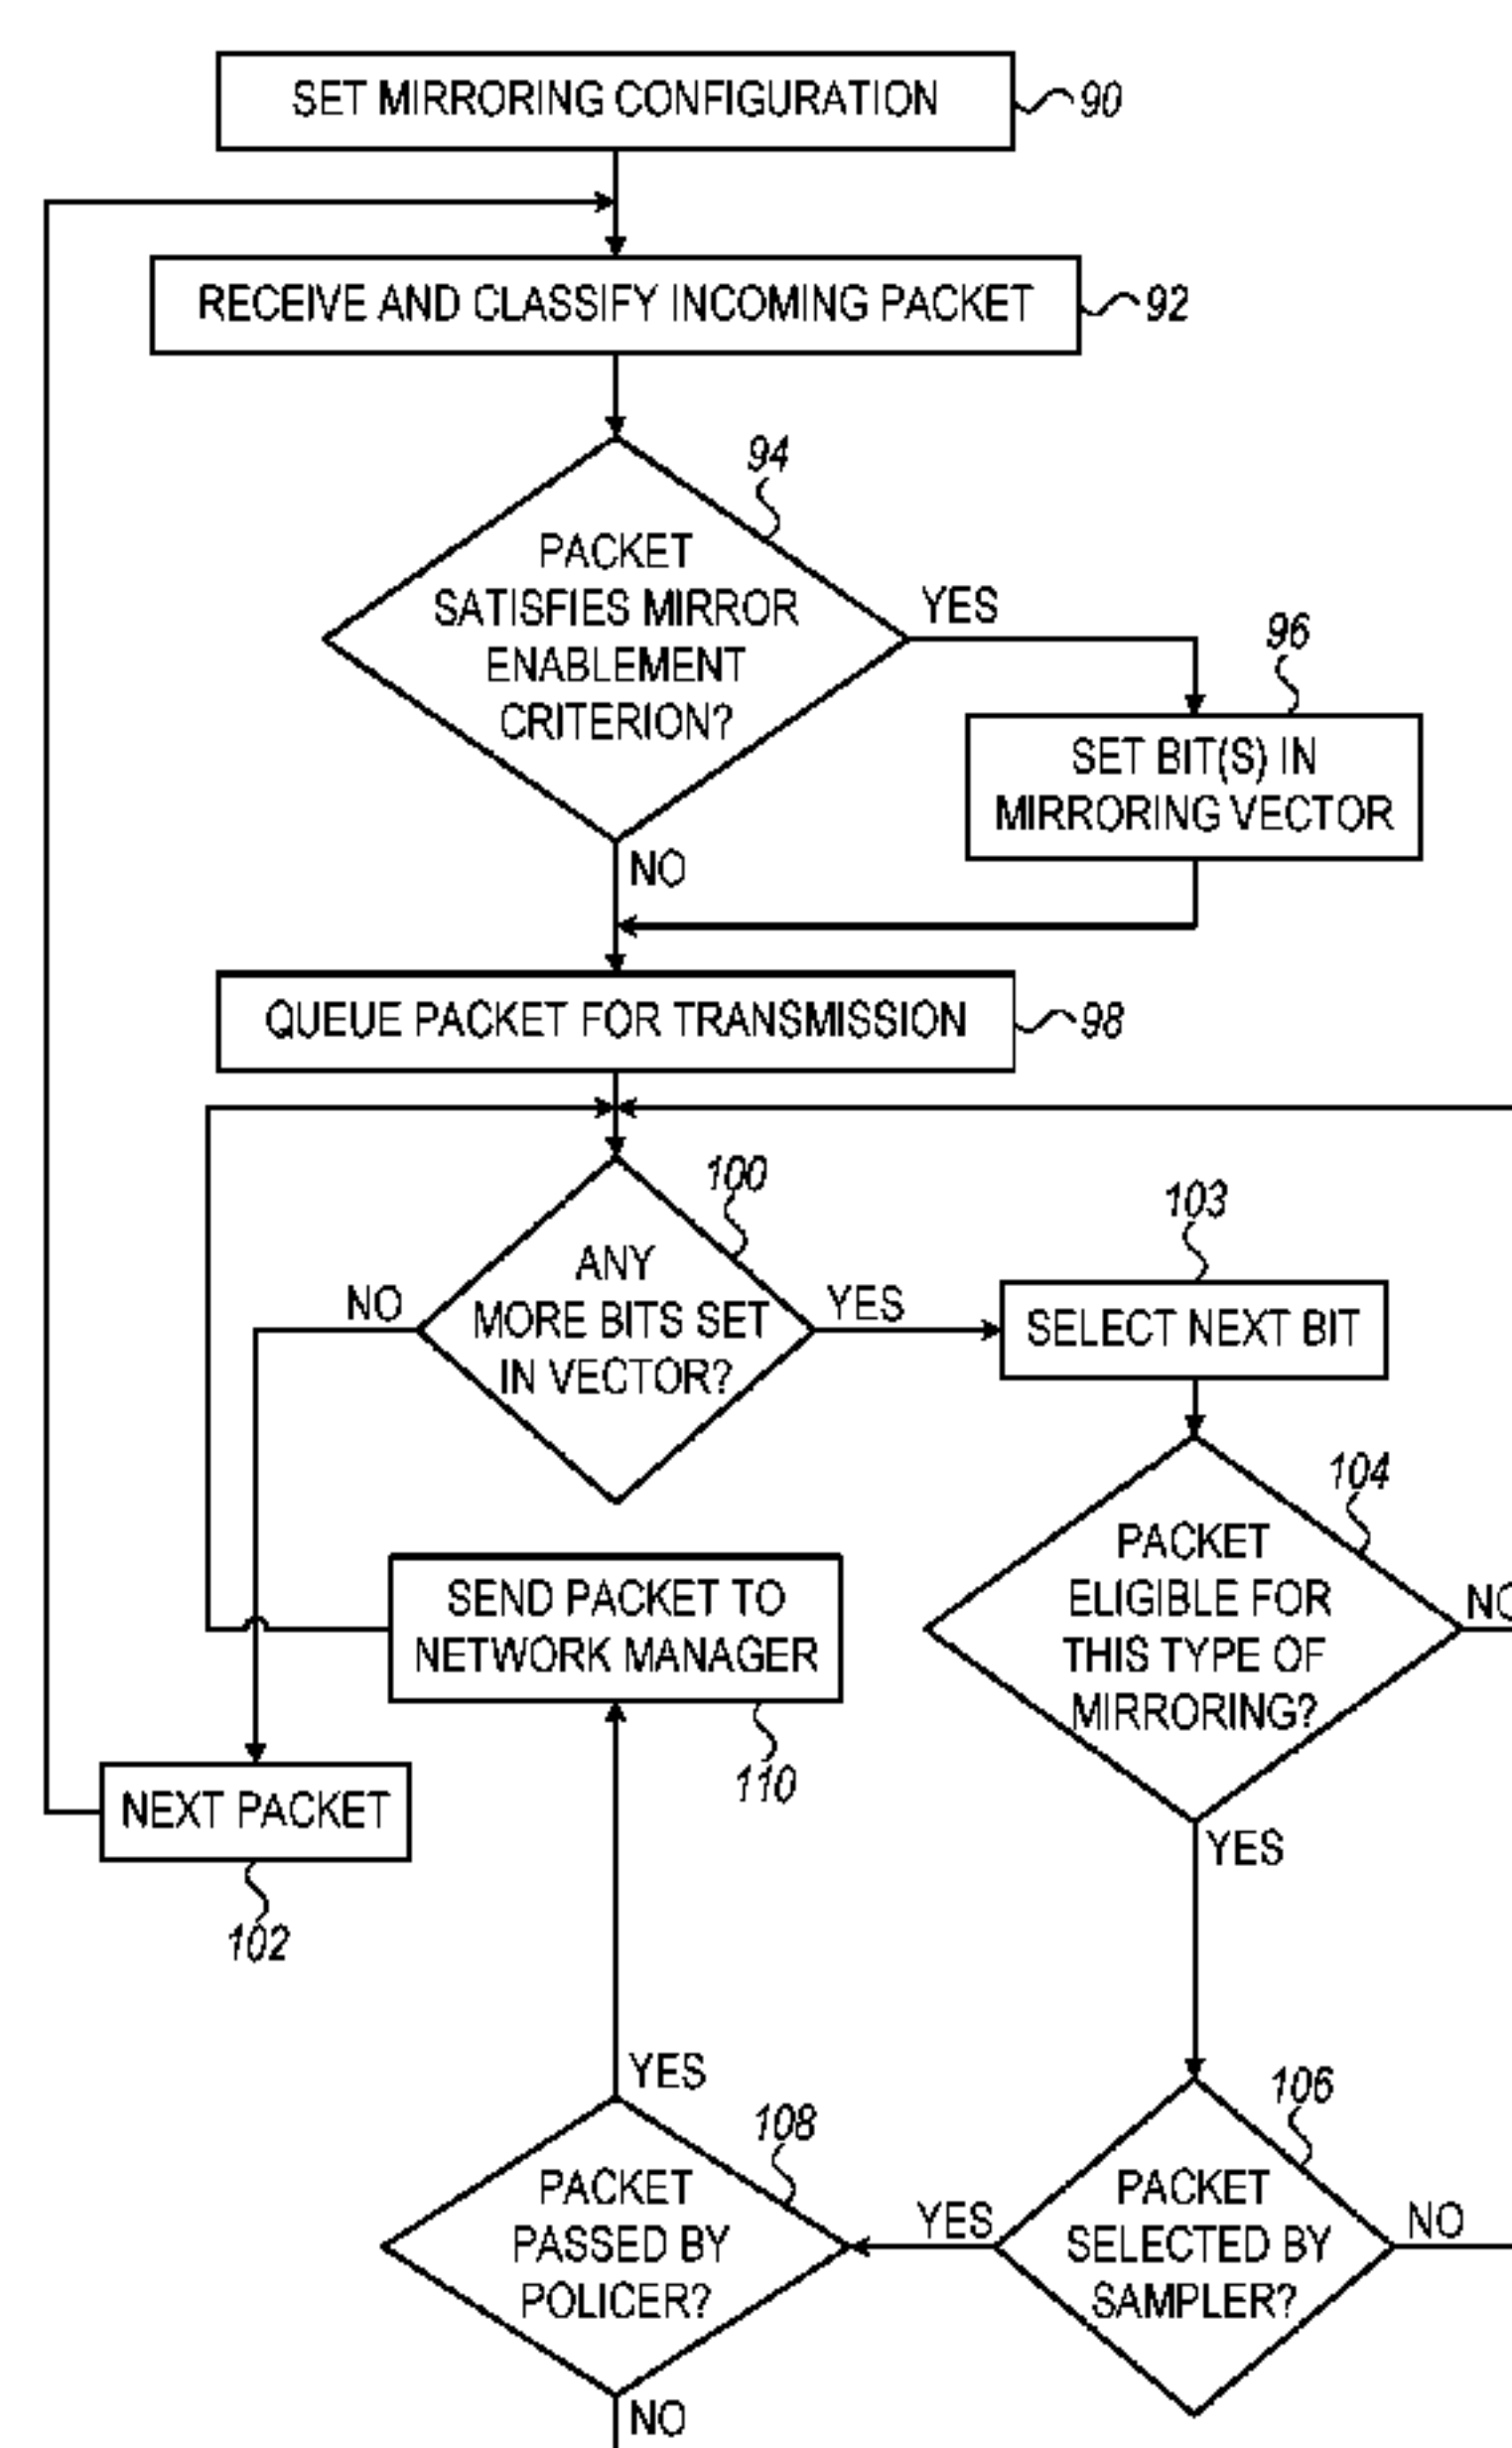 SET MIRRORING CONFIGURATION
90
RECEIVE AND CLASSIFY INCOMING PACKET
92
94
PACKET
SATISFIES MIRROR
ENABLEMENT
CRITERION?
YES
96
SET BIT(S) IN
MIRRORING VECTOR
NO
QUEUE PACKET FOR TRANSMISSION
98
100
ANY
MORE BITS SET
IN VECTOR?
NO
YES
103
SELECT NEXT BIT
104
PACKET
ELIGIBLE FOR
THIS TYPE OF
MIRRORING?
NO
YES
SEND PACKET TO
NETWORK MANAGER
110
NEXT PACKET
102
YES
108
PACKET
PASSED BY
POLICER?
YES
106
PACKET
SELECTED BY
SAMPLER?
NO
NO